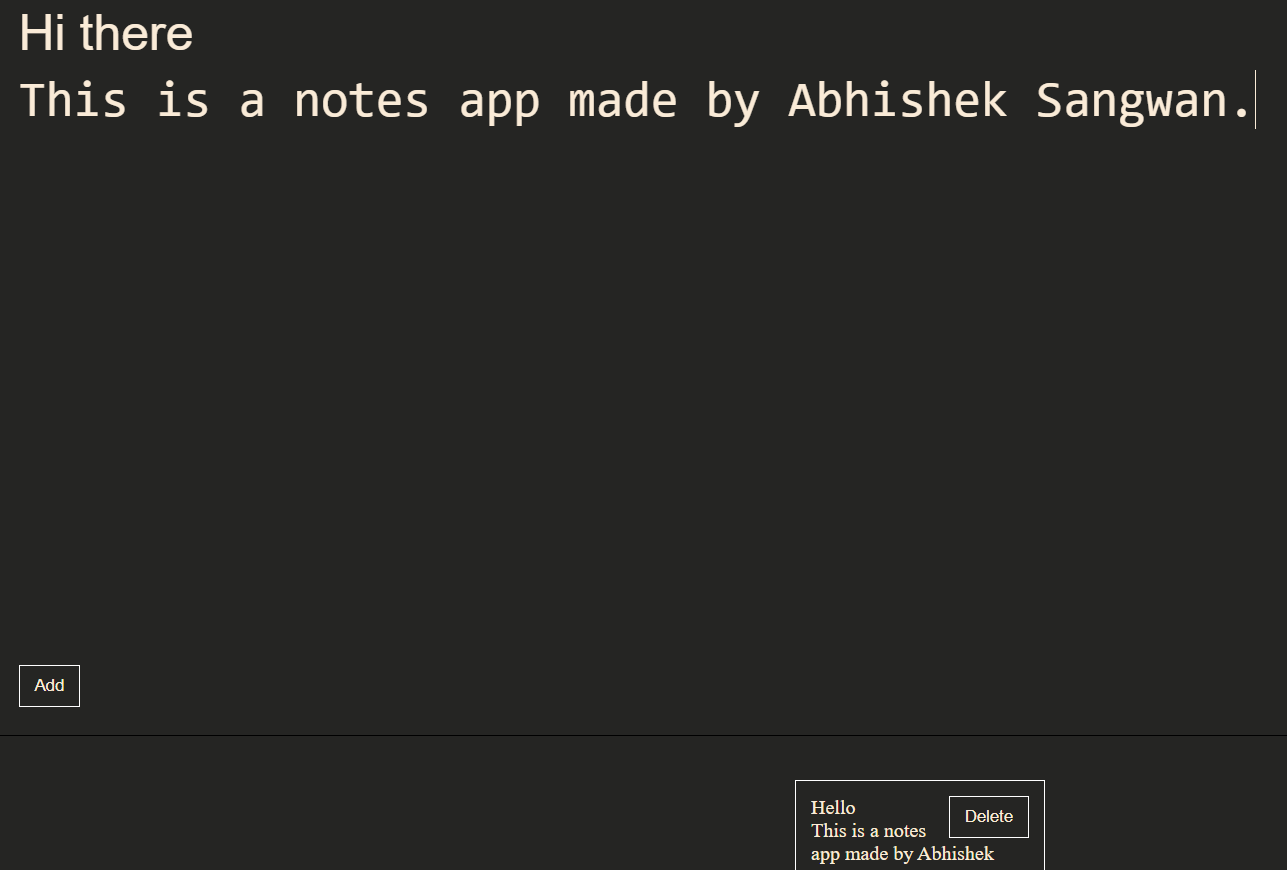 Hi there
This is a notes app made by Abhishek Sangwan.
Add
Hello
Delete
This is a notes
app made by Abhishek